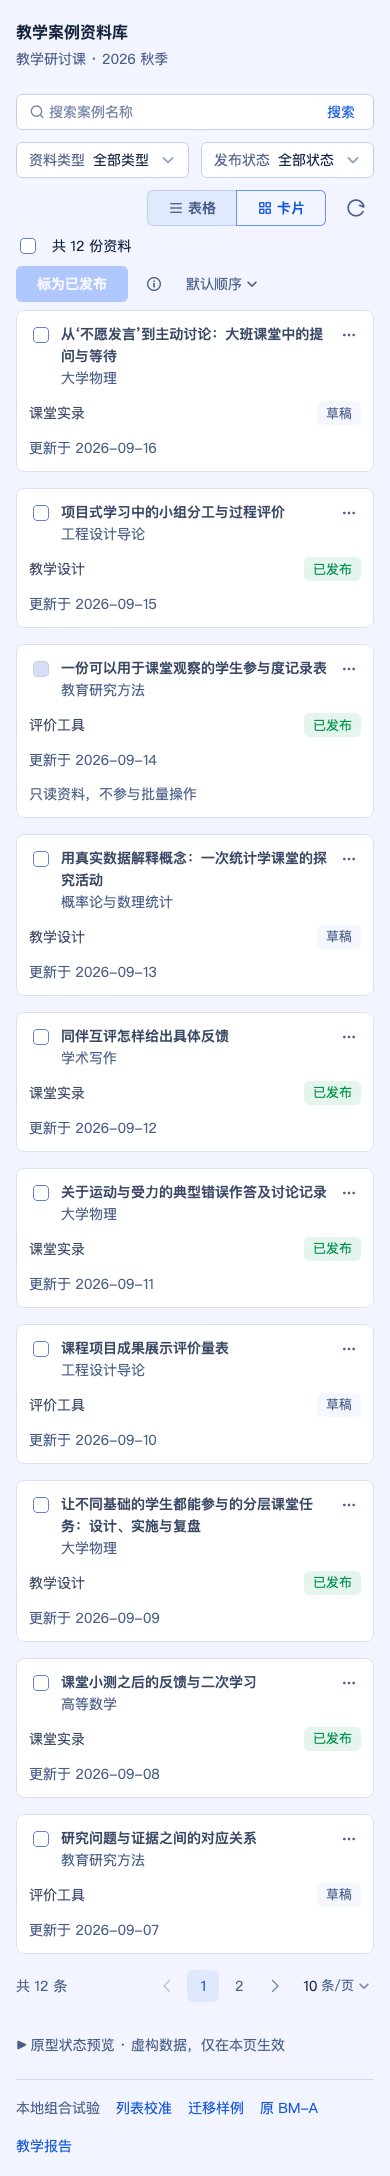 教学案例资料库
教学研讨课 · 2026 秋季
搜索案例名称 搜索
资料类型 全部类型 发布状态 全部状态
表格 卡片
共 12 份资料
标为已发布 默认顺序
从‘不愿发言’到主动讨论：大班课堂中的提
问与等待
大学物理
课堂实录 草稿
更新于 2026-09-16
项目式学习中的小组分工与过程评价
工程设计导论
教学设计 已发布
更新于 2026-09-15
一份可以用于课堂观察的学生参与度记录表
教育研究方法
评价工具 已发布
更新于 2026-09-14
只读资料，不参与批量操作
用真实数据解释概念：一次统计学课堂的探
究活动
概率论与数理统计
教学设计 草稿
更新于 2026-09-13
同伴互评怎样给出具体反馈
学术写作
课堂实录 已发布
更新于 2026-09-12
关于运动与受力的典型错误作答及讨论记录
大学物理
课堂实录 已发布
更新于 2026-09-11
课程项目成果展示评价量表
工程设计导论
评价工具 草稿
更新于 2026-09-10
让不同基础的学生都能参与的分层课堂任
务：设计、实施与复盘
大学物理
教学设计 已发布
更新于 2026-09-09
课堂小测之后的反馈与二次学习
高等数学
课堂实录 已发布
更新于 2026-09-08
研究问题与证据之间的对应关系
教育研究方法
评价工具 草稿
更新于 2026-09-07
共 12 条 1 2 10 条/页
原型状态预览 · 虚构数据，仅在本页生效
本地组合试验 列表校准 迁移样例 原 BM-A
教学报告